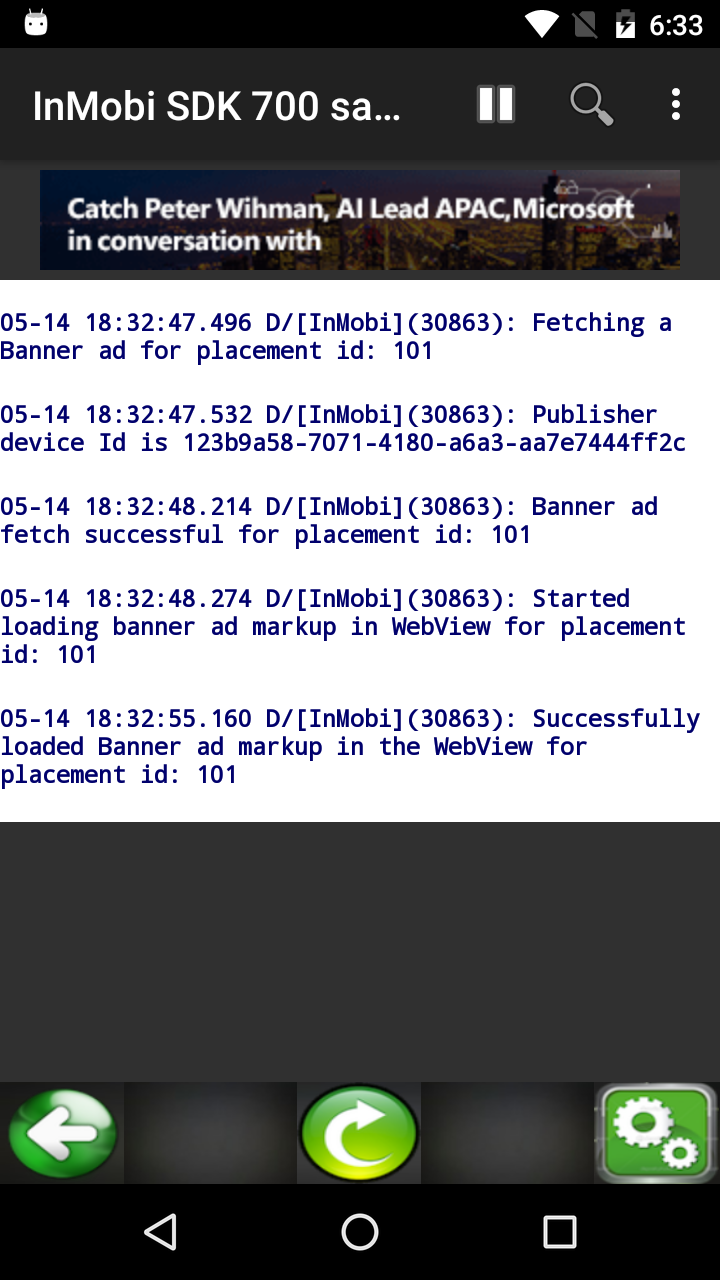 6:33
InMobi SDK 700 sa...
Catch Peter Wihman, AI Lead APAC,Microsoft
in conversation with
05-14 18:32:47.496 D/[InMobi](30863): Fetching a
Banner ad for placement id: 101
05-14 18:32:47.532 D/[InMobi](30863): Publisher
device Id is 123b9a58-7071-4180-a6a3-aa7e7444ff2c
05-14 18:32:48.214 D/[InMobi](30863): Banner ad
fetch successful for placement id: 101
05-14 18:32:48.274 D/[InMobi](30863): Started
loading banner ad markup in WebView for placement
id: 101
05-14 18:32:55.160 D/[InMobi](30863): Successfully
loaded Banner ad markup in the WebView for
placement id: 101